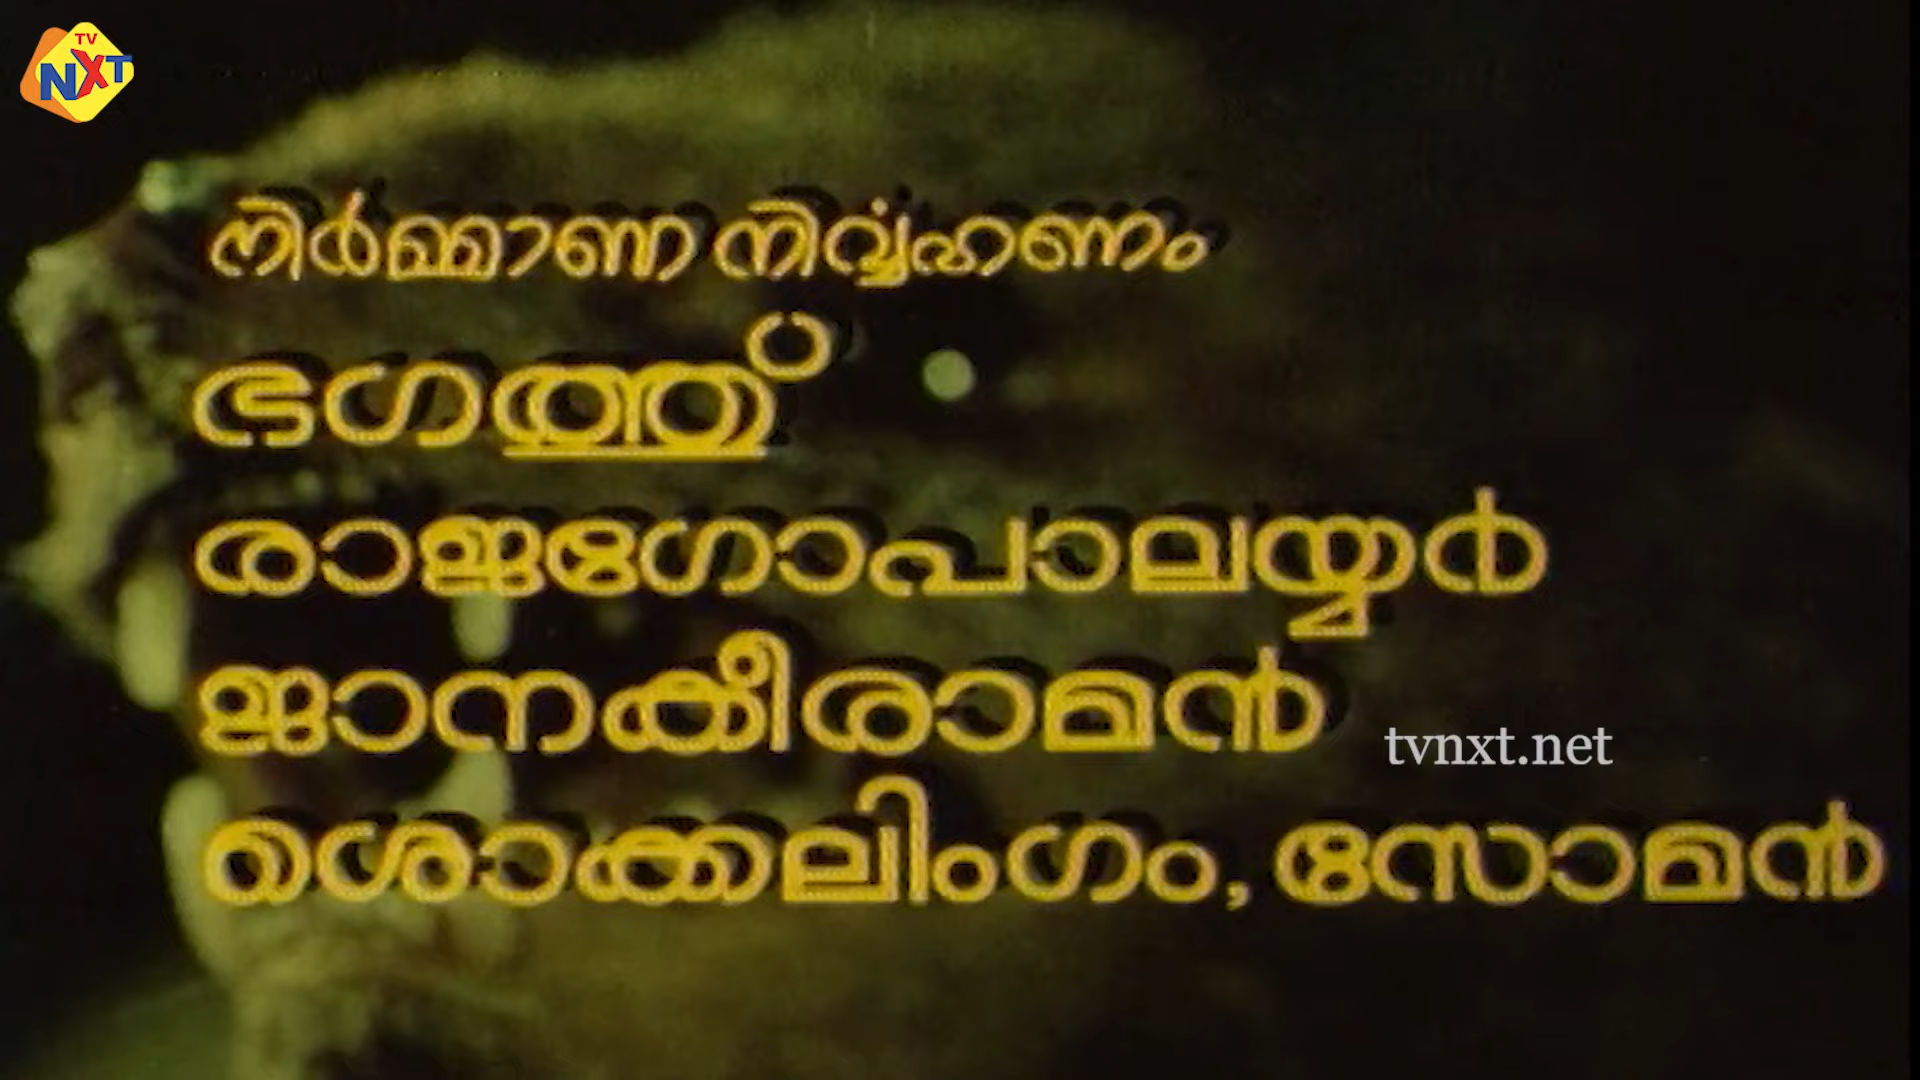 TV NXT
നിർമ്മാണ നിർവ്വഹണം
ഭഗത്ത്
രാജഗോപാലയ്യർ
ജാനകീരാമൻ
tvnxt.net
ശൊക്കലിംഗം, സോമൻ